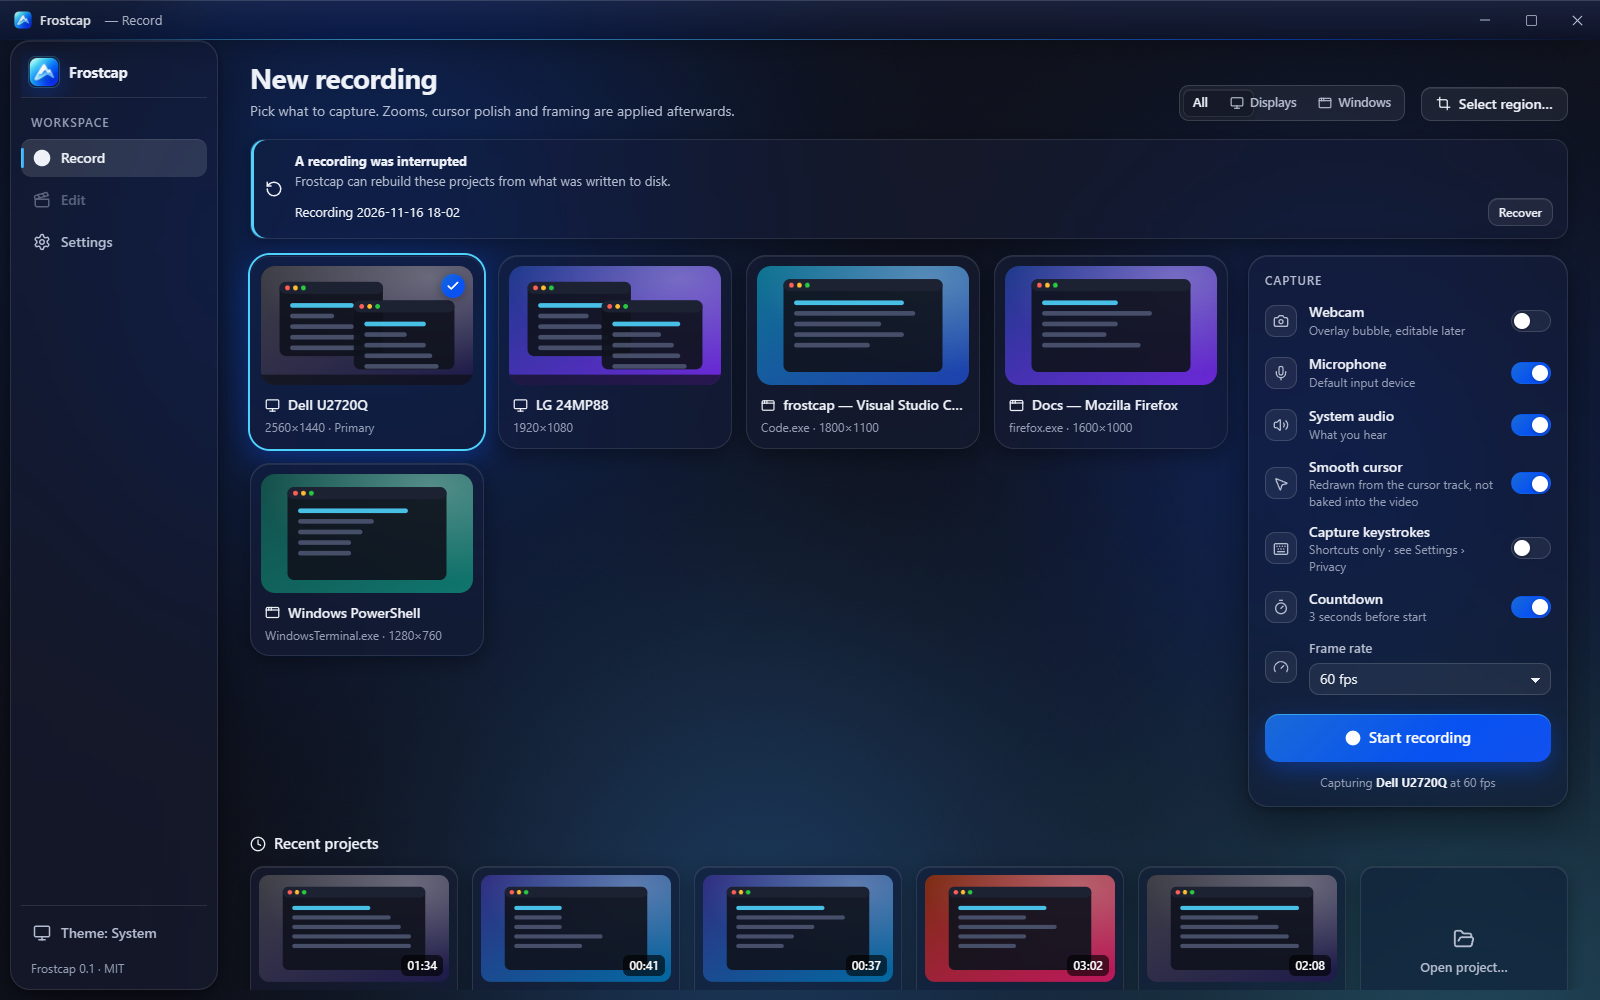 Frostcap — Record
Frostcap
WORKSPACE
Record
Edit
Settings
Theme: System
Frostcap 0.1 · MIT
New recording
Pick what to capture. Zooms, cursor polish and framing are applied afterwards.
All Displays Windows
Select region...
A recording was interrupted
Frostcap can rebuild these projects from what was written to disk.
Recording 2026-11-16 18-02
Recover
Dell U2720Q
2560×1440 · Primary
LG 24MP88
1920×1080
frostcap — Visual Studio C...
Code.exe · 1800×1100
Docs — Mozilla Firefox
firefox.exe · 1600×1000
Windows PowerShell
WindowsTerminal.exe · 1280×760
CAPTURE
Webcam
Overlay bubble, editable later
Microphone
Default input device
System audio
What you hear
Smooth cursor
Redrawn from the cursor track, not
baked into the video
Capture keystrokes
Shortcuts only · see Settings ›
Privacy
Countdown
3 seconds before start
Frame rate
60 fps
Start recording
Capturing Dell U2720Q at 60 fps
Recent projects
01:34
00:41
00:37
03:02
02:08
Open project...